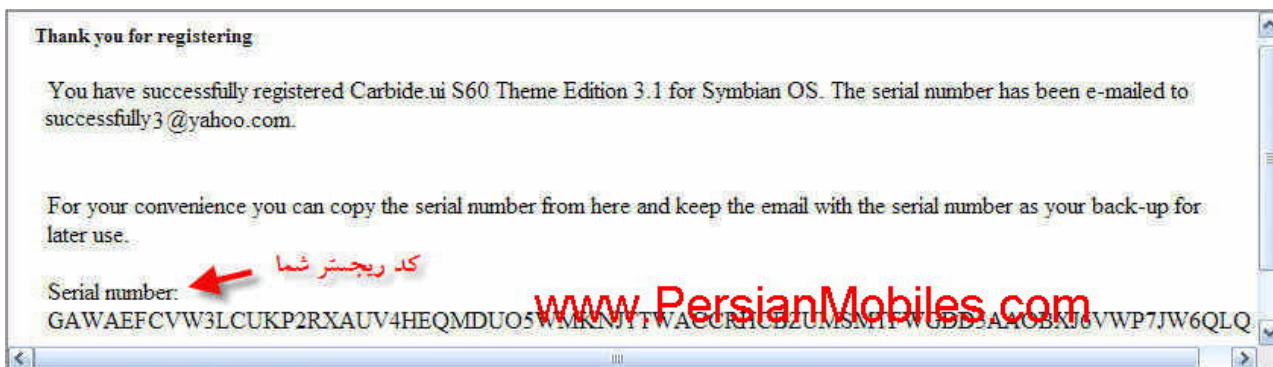 Thank you for registering
You have successfully registered Carbide.ui S60 Theme Edition 3.1 for Symbian OS. The serial number has been e-mailed to
successfully3@yahoo.com.
For your convenience you can copy the serial number from here and keep the email with the serial number as your back-up for
later use.
کد ریجستر شما
Serial number:
www.PersianMobiles.com